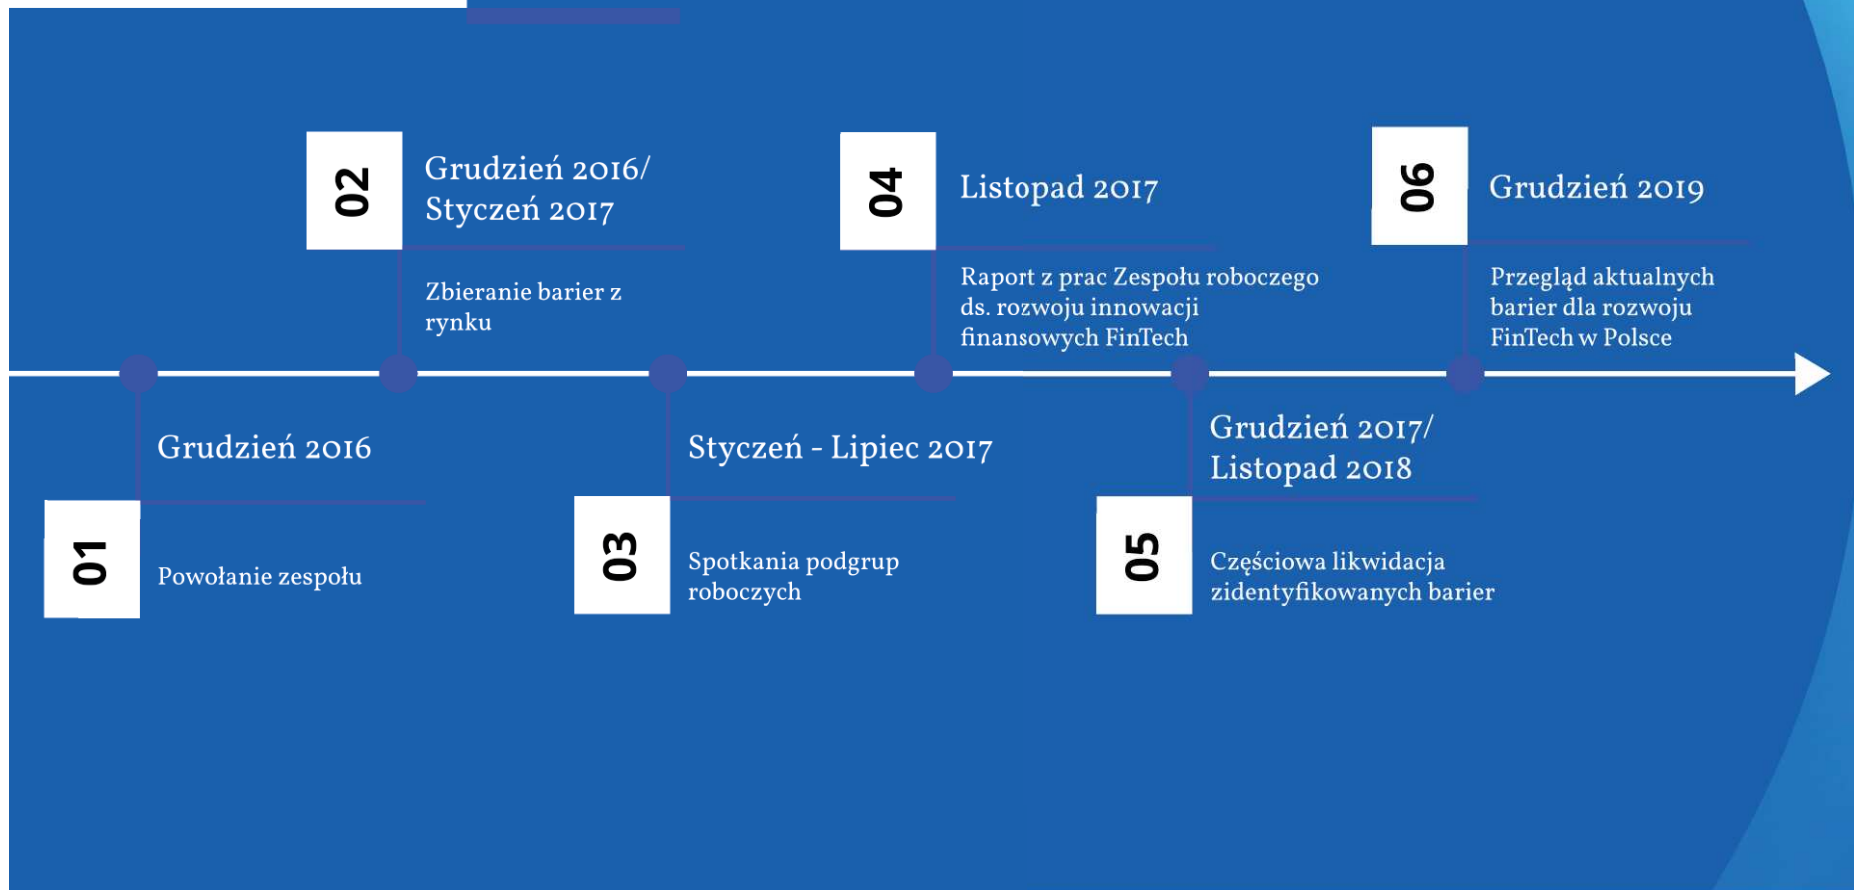 01
Grudzień 2016
Powołanie zespołu
02
Grudzień 2016/
Styczeń 2017
Zbieranie barier z
rynku
03
Styczeń - Lipiec 2017
Spotkania podgrup
roboczych
04
Listopad 2017
Raport z prac Zespołu roboczego
ds. rozwoju innowacji
finansowych FinTech
05
Grudzień 2017/
Listopad 2018
Częściowa likwidacja
zidentyfikowanych barier
06
Grudzień 2019
Przegląd aktualnych
barier dla rozwoju
FinTech w Polsce